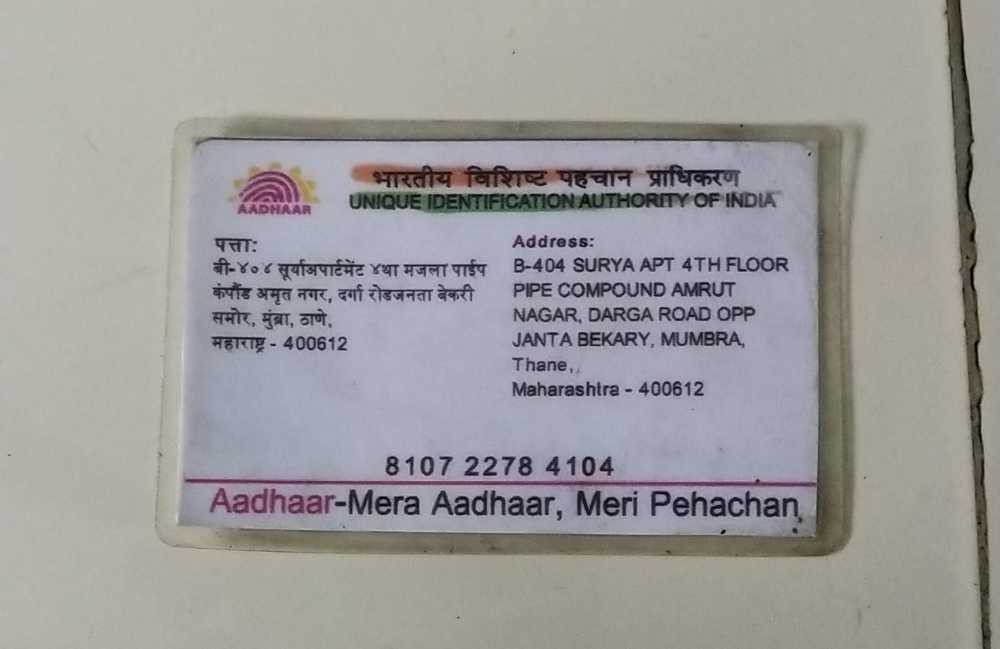 AADHAAR
भारतीय विशिष्ट पहचान प्राधिकरण
UNIQUE IDENTIFICATION AUTHORITY OF INDIA
पत्ता:
बी-४०४ सूर्याअपार्टमेंट ४था मजला पाईप
कंपौंड अमृत नगर, दर्गा रोडजनता बेकरी
समोर, मुंब्रा, ठाणे,
महाराष्ट्र - 400612
Address:
B-404 SURYA APT 4TH FLOOR
PIPE COMPOUND AMRUT
NAGAR, DARGA ROAD OPP
JANTA BEKARY, MUMBRA,
Thane,
Maharashtra - 400612
8107 2278 4104
Aadhaar-Mera Aadhaar, Meri Pehachan